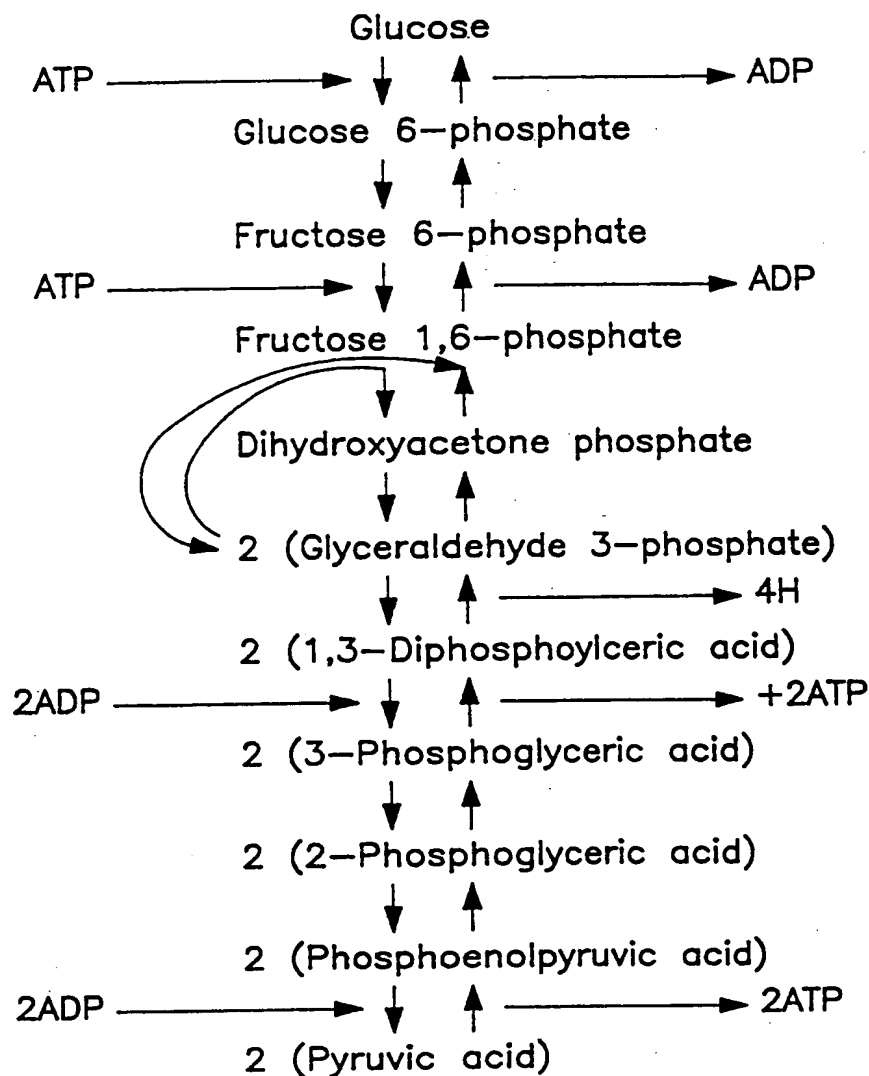 Glucose
ATP ADP
Glucose 6-phosphate
Fructose 6-phosphate
ATP ADP
Fructose 1,6-phosphate
Dihydroxyacetone phosphate
2 (Glyceraldehyde 3-phosphate)
4H
2 (1,3-Diphosphoylceric acid)
2ADP +2ATP
2 (3-Phosphoglyceric acid)
2 (2-Phosphoglyceric acid)
2 (Phosphoenolpyruvic acid)
2ADP 2ATP
2 (Pyruvic acid)